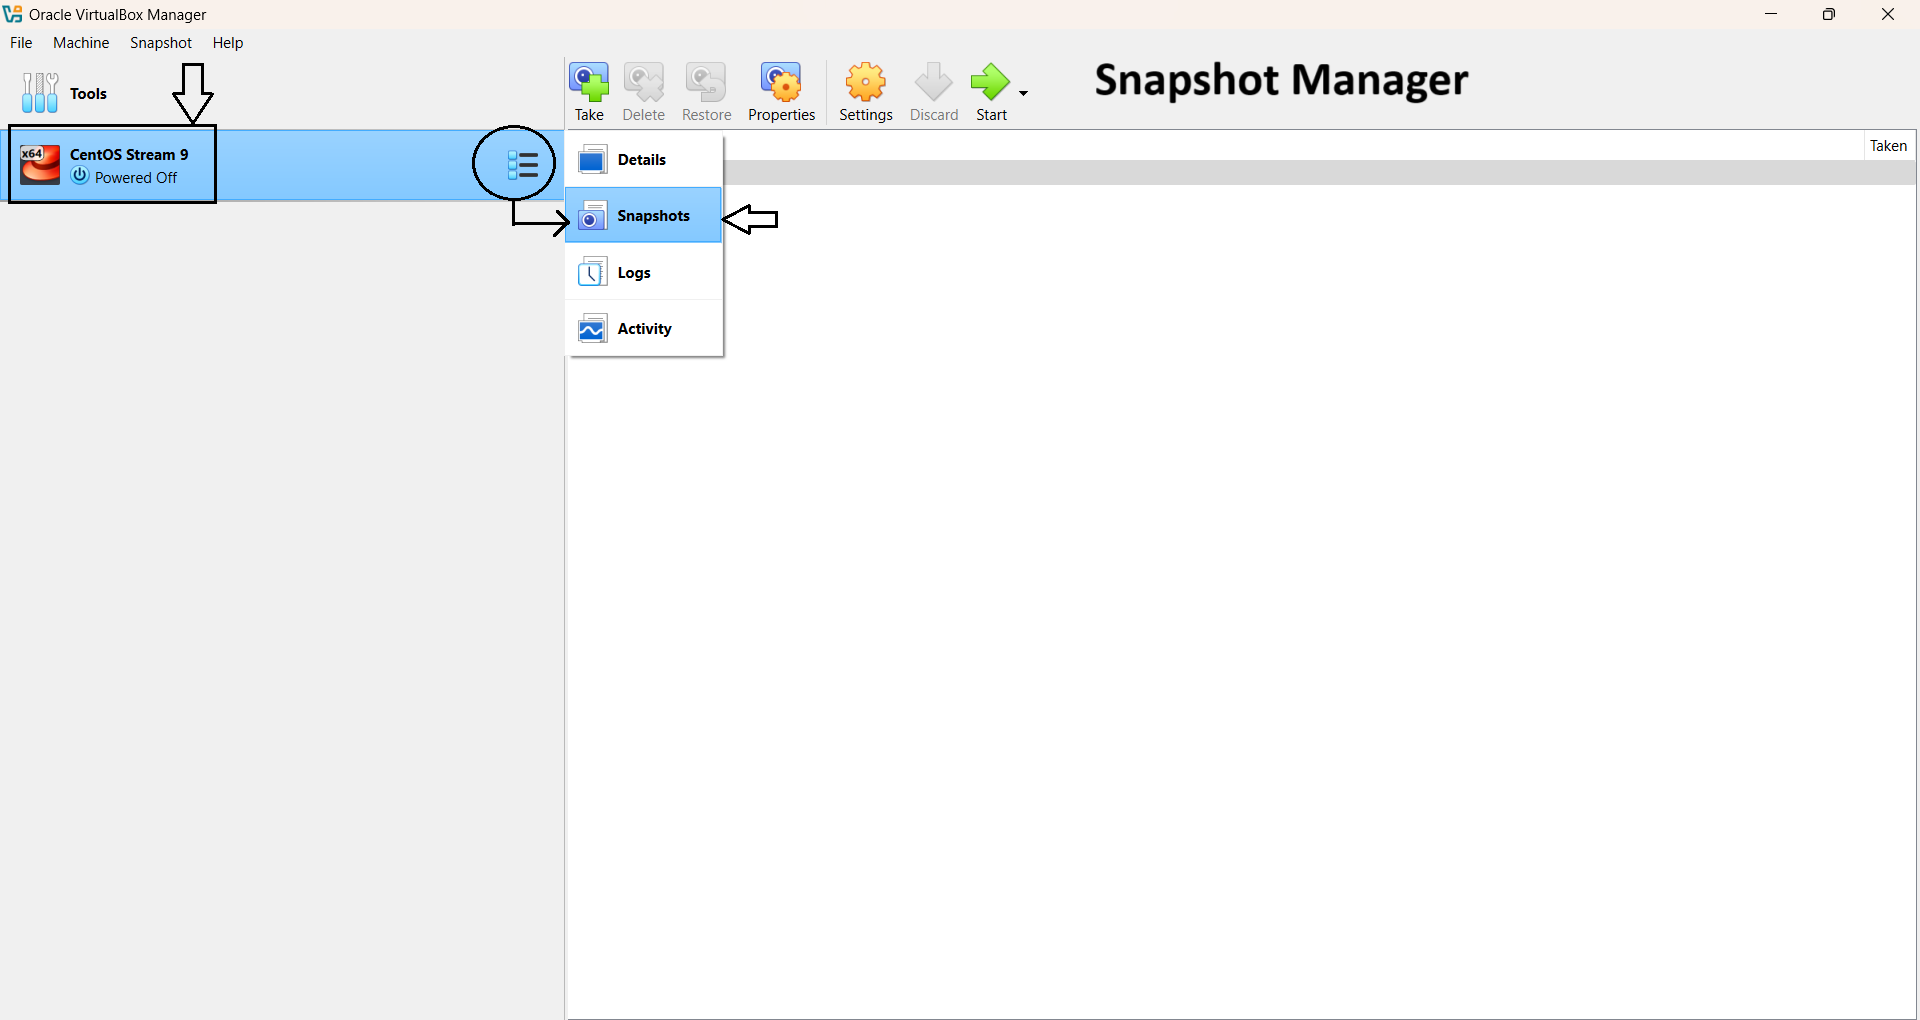 Oracle VirtualBox Manager
File Machine Snapshot Help
Tools
Take Delete Restore Properties Settings Discard Start
Snapshot Manager
x64
CentOS Stream 9
Powered Off
Taken
Details
Snapshots
Logs
Activity